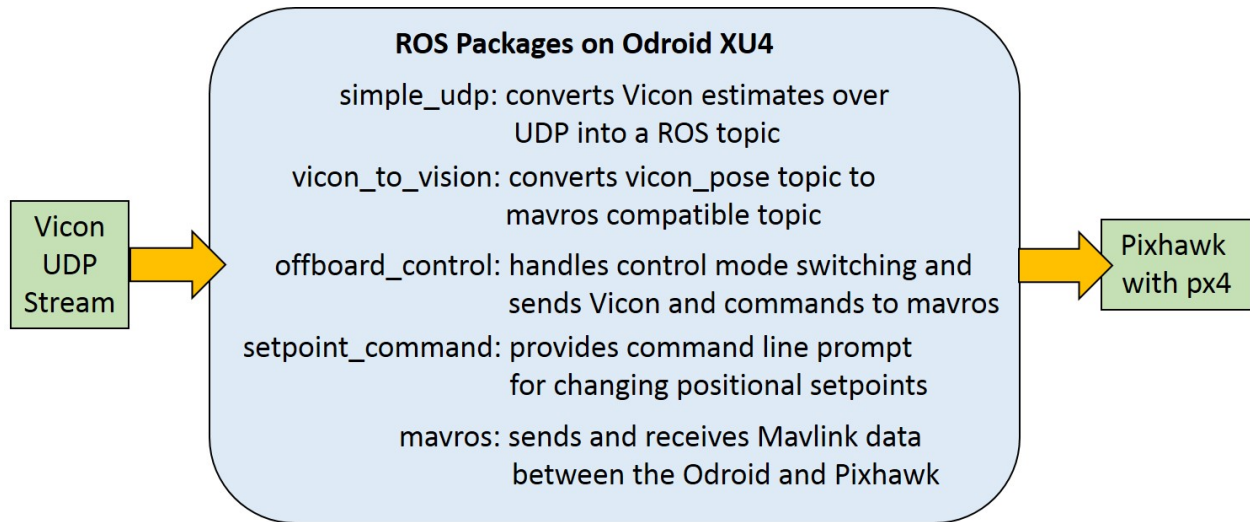 ROS Packages on Odroid XU4
simple_udp: converts Vicon estimates over
UDP into a ROS topic
vicon_to_vision: converts vicon_pose topic to
mavros compatible topic
offboard_control: handles control mode switching and
sends Vicon and commands to mavros
setpoint_command: provides command line prompt
for changing positional setpoints
mavros: sends and receives Mavlink data
between the Odroid and Pixhawk
Vicon
UDP
Stream
Pixhawk
with px4